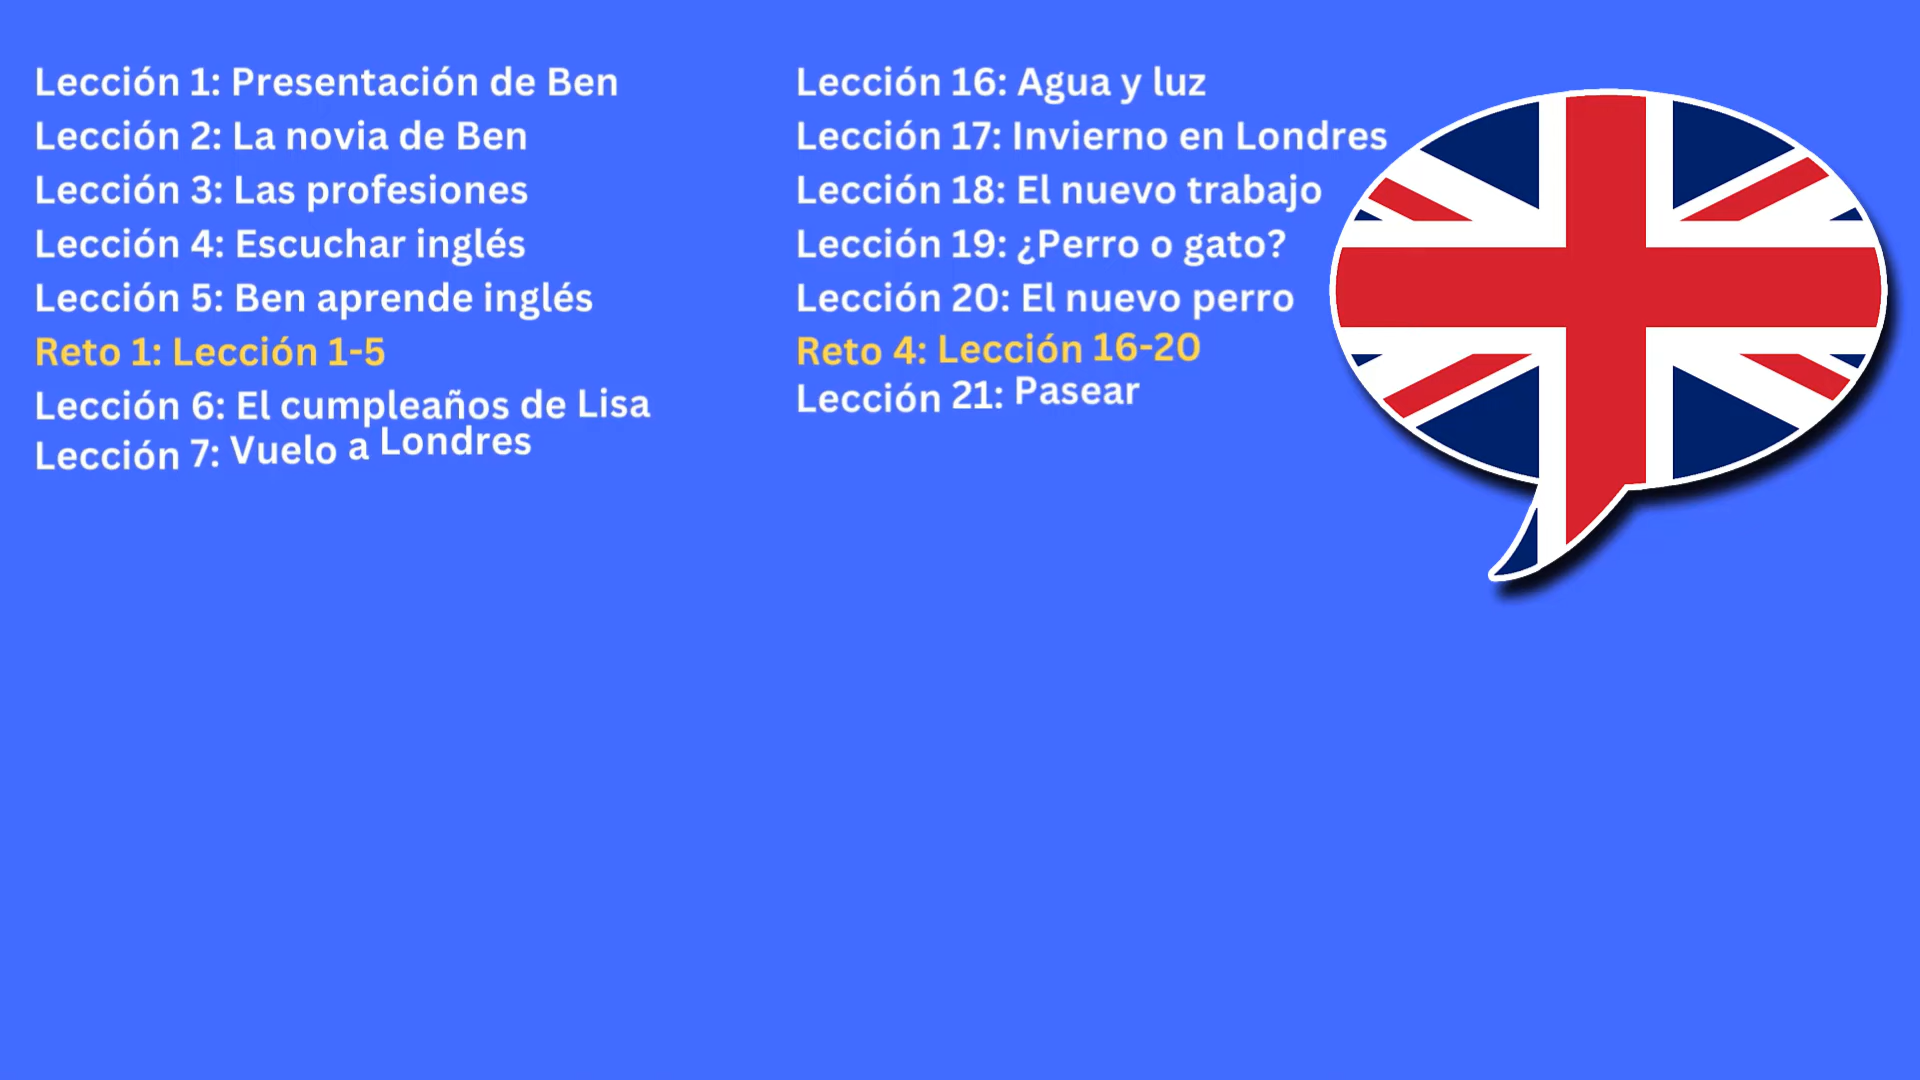 Lección 1: Presentación de Ben
Lección 2: La novia de Ben
Lección 3: Las profesiones
Lección 4: Escuchar inglés
Lección 5: Ben aprende inglés
Reto 1: Lección 1-5
Lección 6: El cumpleaños de Lisa
Lección 7: Vuelo a Londres
Lección 16: Agua y luz
Lección 17: Invierno en Londres
Lección 18: El nuevo trabajo
Lección 19: ¿Perro o gato?
Lección 20: El nuevo perro
Reto 4: Lección 16-20
Lección 21: Pasear